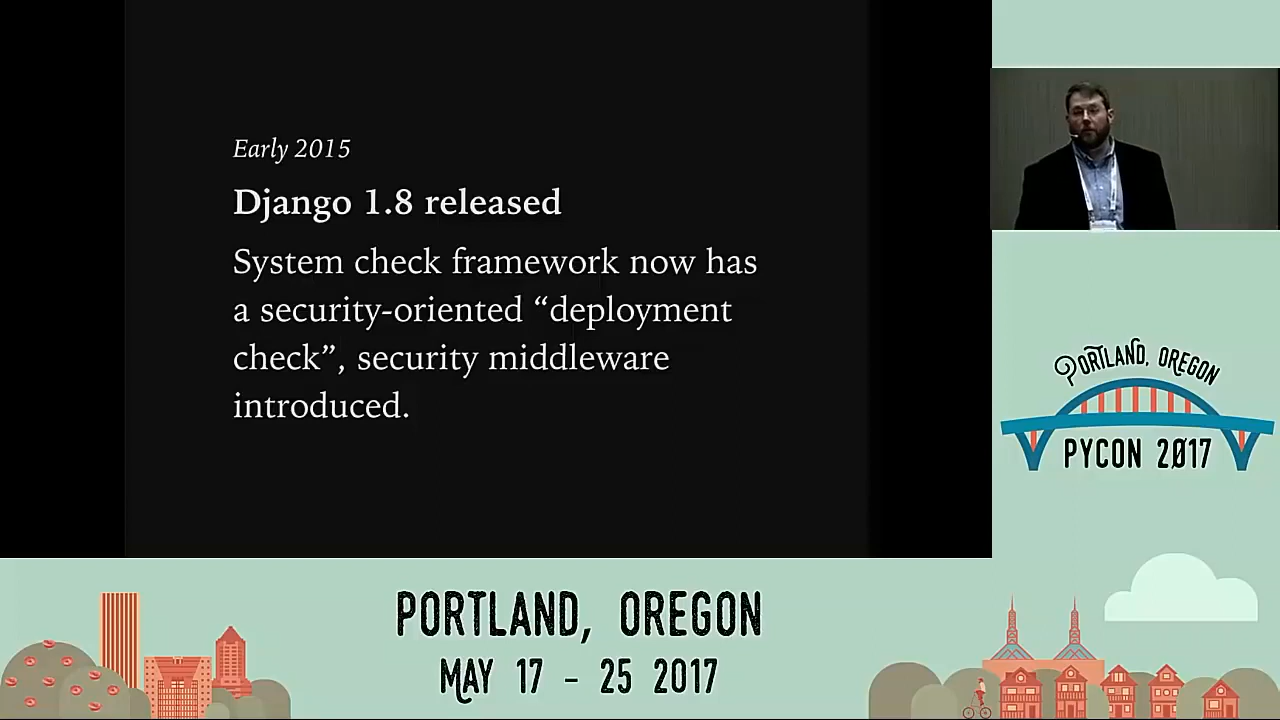 Early 2015
Django 1.8 released
System check framework now has
a security-oriented “deployment
check”, security middleware
introduced.
PORTLAND, OREGON
PYCON 2017
PORTLAND, OREGON
MAY 17 - 25 2017